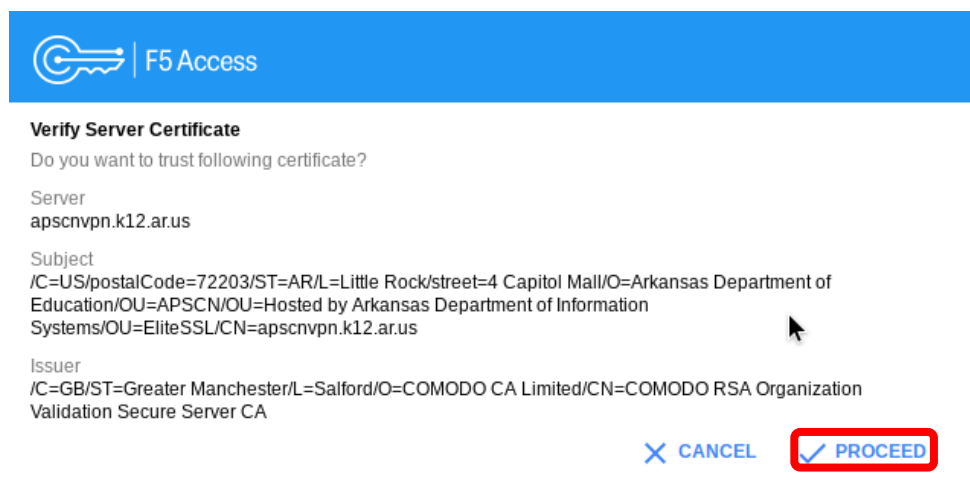 F5 Access
Verify Server Certificate
Do you want to trust following certificate?
Server
apscnvpn.k12.ar.us
Subject
/C=US/postalCode=72203/ST=AR/L=Little Rock/street=4 Capitol Mall/O=Arkansas Department of
Education/OU=APSCN/OU=Hosted by Arkansas Department of Information
Systems/OU=EliteSSL/CN=apscnvpn.k12.ar.us
Issuer
/C=GB/ST=Greater Manchester/L=Salford/O=COMODO CA Limited/CN=COMODO RSA Organization
Validation Secure Server CA
CANCEL PROCEED